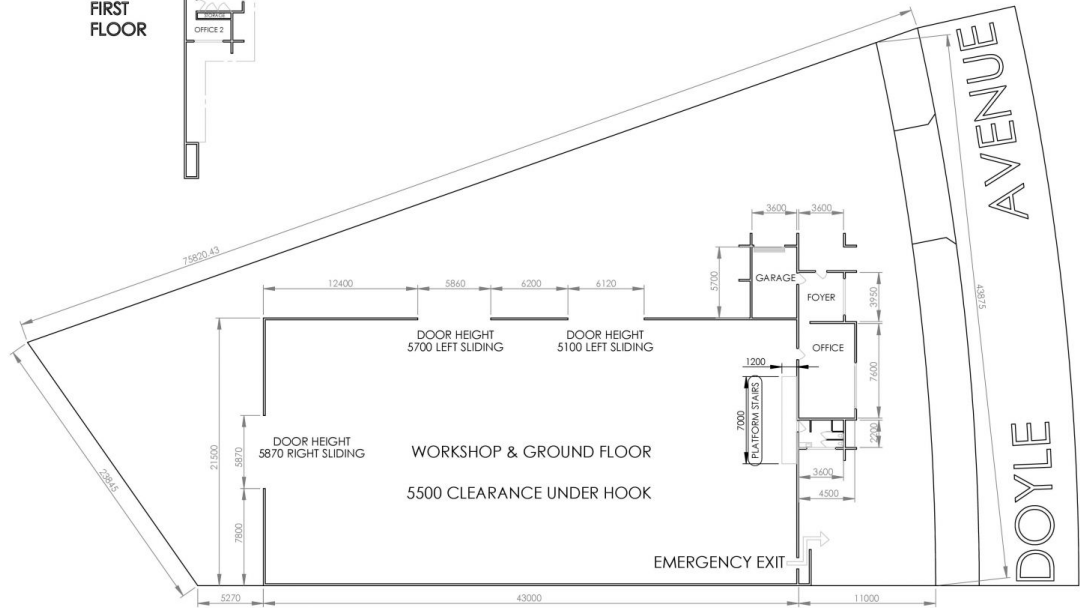 FIRST
FLOOR
STORAGE
OFFICE 2
DOYLE AVENUE
75820.43
43875
23845
3600
3600
5700
GARAGE
FOYER
3950
12400
5860
6200
6120
DOOR HEIGHT
5700 LEFT SLIDING
DOOR HEIGHT
5100 LEFT SLIDING
OFFICE
1200
7600
7000
PLATFORM STAIRS
2200
3600
4500
21500
5870
7800
DOOR HEIGHT
5870 RIGHT SLIDING
WORKSHOP & GROUND FLOOR
5500 CLEARANCE UNDER HOOK
EMERGENCY EXIT
5270
43000
11000